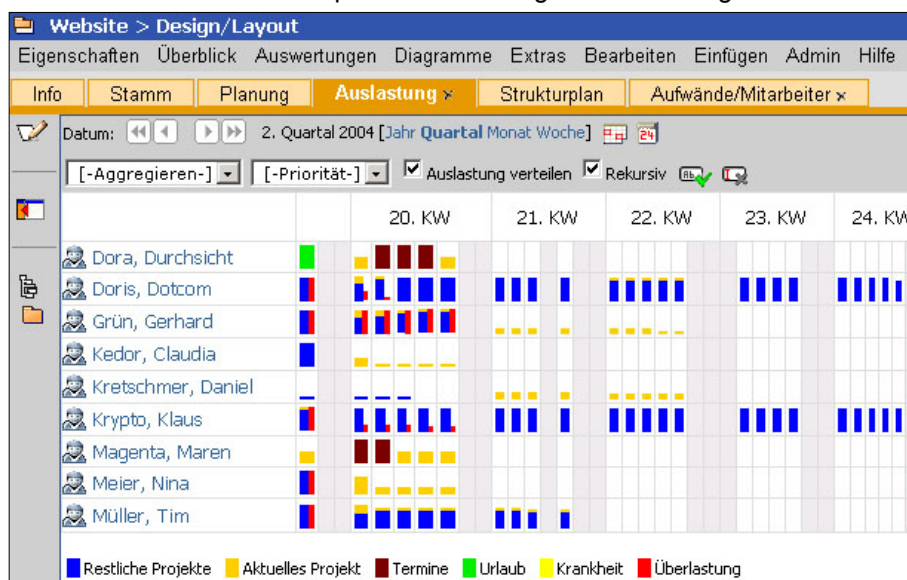 Website > Design/Layout
Eigenschaften Überblick Auswertungen Diagramme Extras Bearbeiten Einfügen Admin Hilfe
Info Stamm Planung Auslastung × Strukturplan Aufwände/Mitarbeiter ×
Datum: 2. Quartal 2004 [Jahr Quartal Monat Woche] 24
[-Aggregieren-] [-Priorität-] Auslastung verteilen Rekursiv
20. KW 21. KW 22. KW 23. KW 24. KW
Dora, Durchsicht
Doris, Dotcom
Grün, Gerhard
Kedor, Claudia
Kretschmer, Daniel
Krypto, Klaus
Magenta, Maren
Meier, Nina
Müller, Tim
Restliche Projekte Aktuelles Projekt Termine Urlaub Krankheit Überlastung